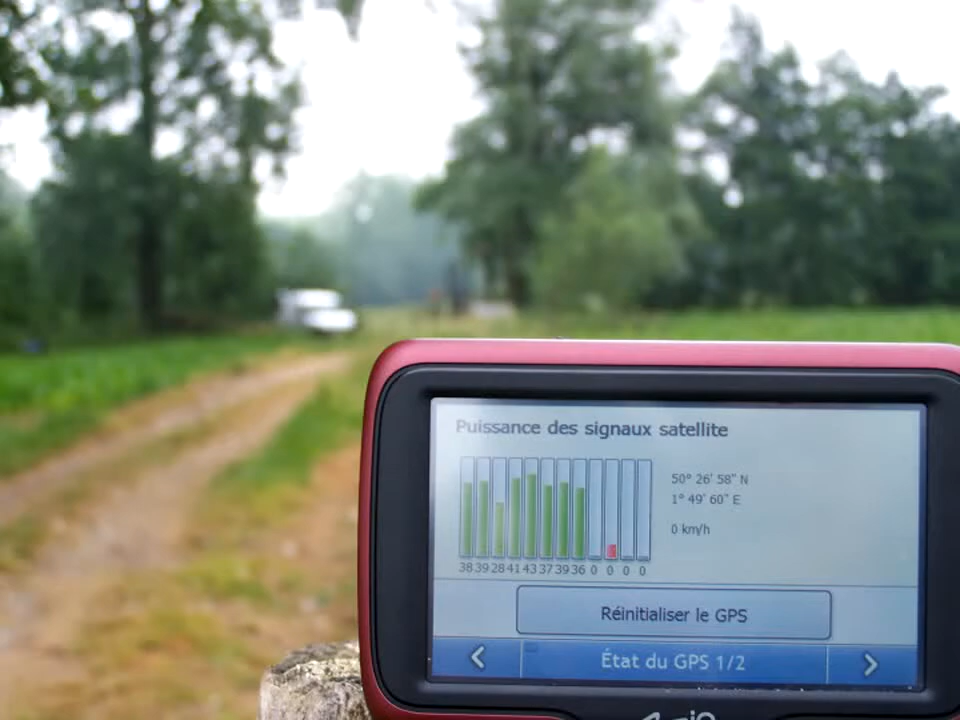 Puissance des signaux satellite
50° 26' 58" N
1° 49' 60" E
0 km/h
38 39 28 41 43 37 39 36 0 0 0 0
Réinitialiser le GPS
État du GPS 1/2